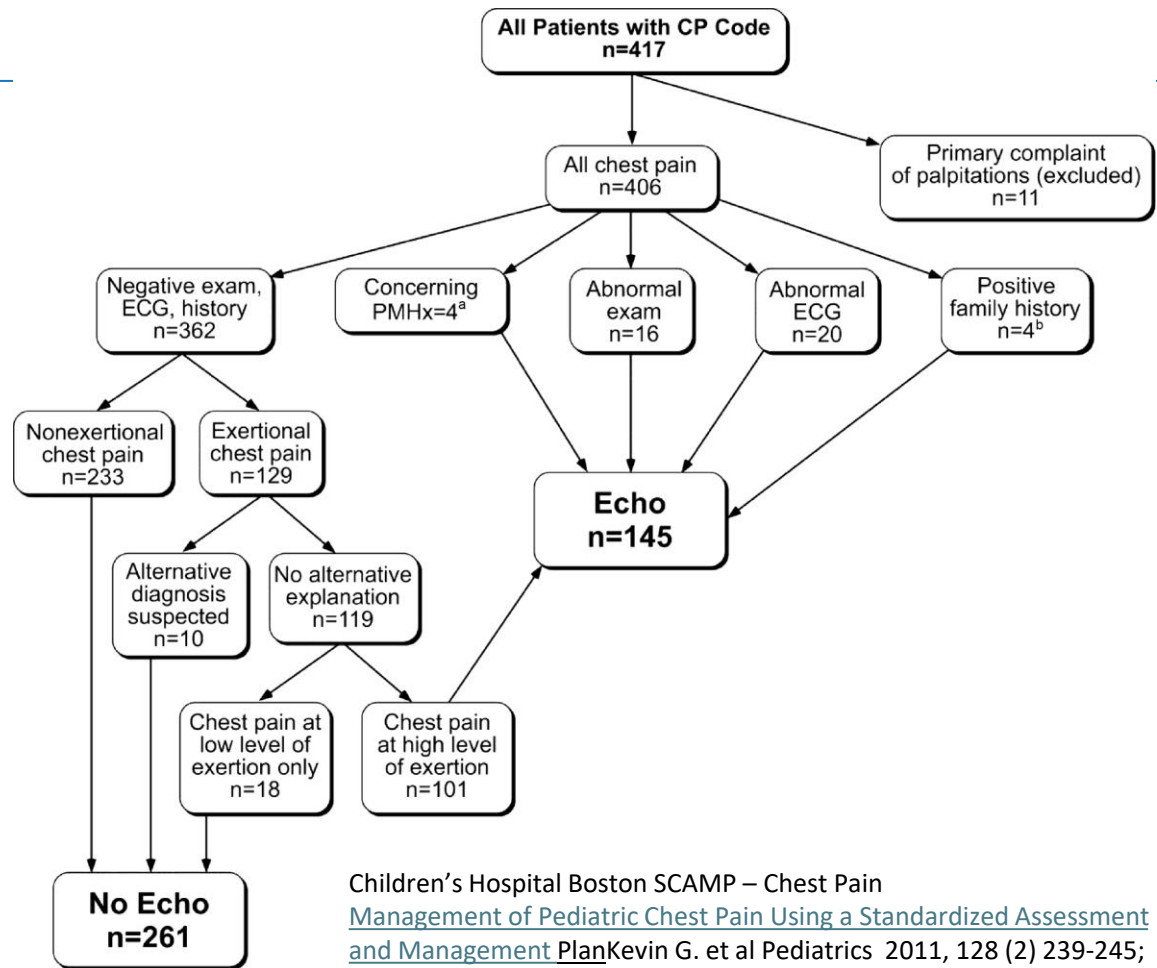 All Patients with CP Code
n=417
Primary complaint
of palpitations (excluded)
n=11
All chest pain
n=406
Negative exam,
ECG, history
n=362
Concerning
PMHx=4ᵃ
Abnormal
exam
n=16
Abnormal
ECG
n=20
Positive
family history
n=4ᵇ
Nonexertional
chest pain
n=233
Exertional
chest pain
n=129
Echo
n=145
Alternative
diagnosis
suspected
n=10
No alternative
explanation
n=119
Chest pain at
low level of
exertion only
n=18
Chest pain
at high level
of exertion
n=101
No Echo
n=261
Children’s Hospital Boston SCAMP – Chest Pain
Management of Pediatric Chest Pain Using a Standardized Assessment
and Management PlanKevin G. et al Pediatrics 2011, 128 (2) 239-245;